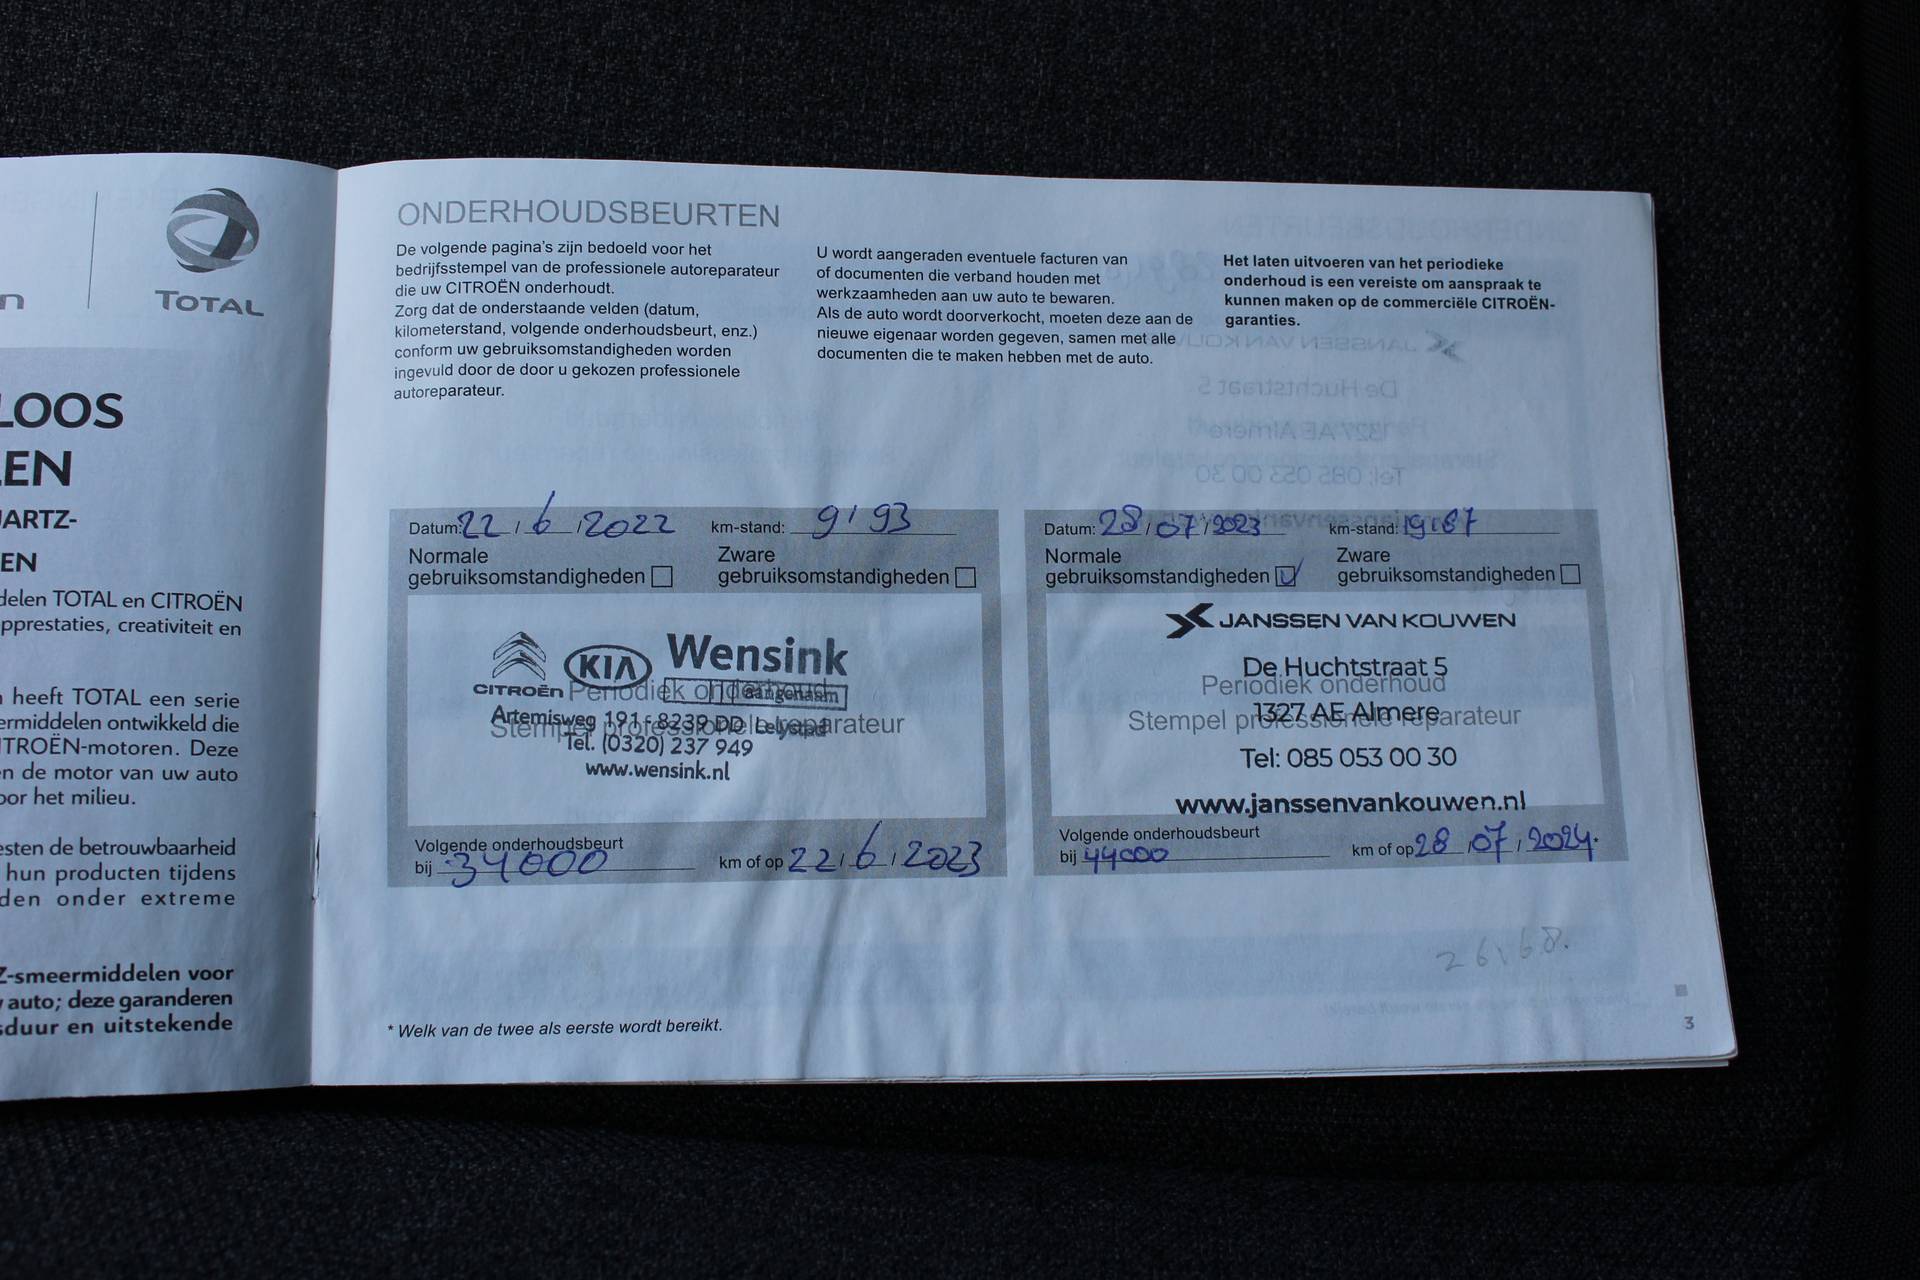 n
TOTAL
LOOS
LEN
UARTZ-
EN
delen TOTAL en CITROËN
pprestaties, creativiteit en
n heeft TOTAL een serie
ermiddelen ontwikkeld die
ITROËN-motoren. Deze
en de motor van uw auto
oor het milieu.
esten de betrouwbaarheid
hun producten tijdens
den onder extreme
Z-smeermiddelen voor
auto; deze garanderen
sduur en uitstekende
ONDERHOUDSBEURTEN
De volgende pagina's zijn bedoeld voor het
bedrijfsstempel van de professionele autoreparateur
die uw CITROËN onderhoudt.
Zorg dat de onderstaande velden (datum,
kilometerstand, volgende onderhoudsbeurt, enz.)
conform uw gebruiksomstandigheden worden
ingevuld door de door u gekozen professionele
autoreparateur.
U wordt aangeraden eventuele facturen van
of documenten die verband houden met
werkzaamheden aan uw auto te bewaren.
Als de auto wordt doorverkocht, moeten deze aan de
nieuwe eigenaar worden gegeven, samen met alle
documenten die te maken hebben met de auto.
Het laten uitvoeren van het periodieke
onderhoud is een vereiste om aanspraak te
kunnen maken op de commerciële CITROËN-
garanties.
Datum: 22 / 6 / 2022 km-stand: 9193
Normale
gebruiksomstandigheden
Zware
gebruiksomstandigheden
CITROËN
KIA
Wensink
aangenaam
Periodiek onderhoud
Artemisweg 191 - 8239 DD Lelystad
Stempel professionele reparateur
Tel. (0320) 237 949
www.wensink.nl
Volgende onderhoudsbeurt
bij 34000 km of op 22 / 6 / 2023
Datum: 28 / 07 / 2023 km-stand: 19187
Normale
gebruiksomstandigheden
Zware
gebruiksomstandigheden
JANSSEN VAN KOUWEN
De Huchtstraat 5
Periodiek onderhoud
1327 AE Almere
Stempel professionele reparateur
Tel: 085 053 00 30
www.janssenvankouwen.nl
Volgende onderhoudsbeurt
bij 44000 km of op 28 / 07 / 2024.
26168.
* Welk van de twee als eerste wordt bereikt.
3